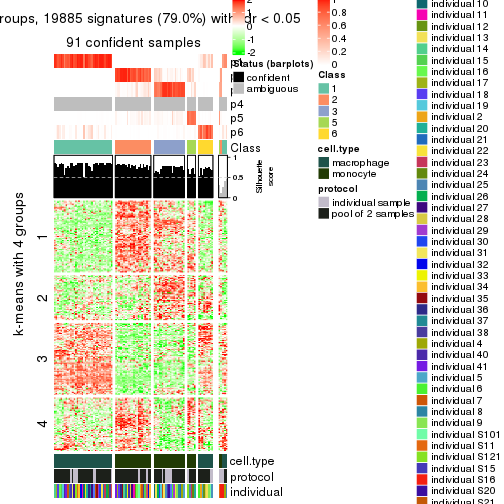 roups, 19885 signatures (79.0%) with fdr < 0.05
91 confident samples
p4
p5
p6
Class
1
0.5
0
Silhouette
score
k-means with 4 groups
1
2
3
4
cell.type
protocol
individual
2
1
0
-1
-2
Status (barplots)
confident
ambiguous
0.8
0.6
0.4
0.2
0
Class
1
2
3
5
6
cell.type
macrophage
monocyte
protocol
individual sample
pool of 2 samples
individual 10
individual 11
individual 12
individual 13
individual 14
individual 15
individual 16
individual 17
individual 18
individual 19
individual 2
individual 20
individual 21
individual 22
individual 23
individual 24
individual 25
individual 26
individual 27
individual 28
individual 29
individual 30
individual 31
individual 32
individual 33
individual 34
individual 35
individual 36
individual 37
individual 38
individual 4
individual 40
individual 41
individual 5
individual 6
individual 7
individual 8
individual 9
individual S101
individual S11
individual S121
individual S15
individual S16
individual S20
individual S21